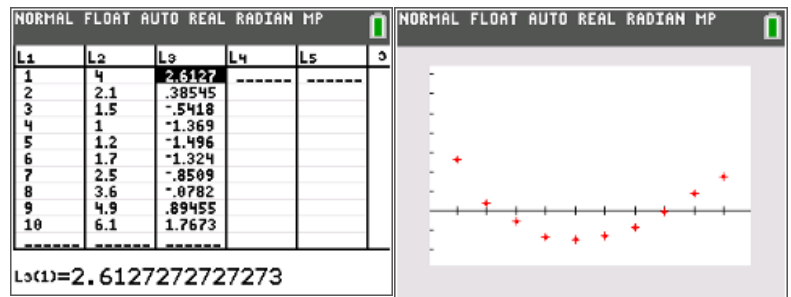 NORMAL FLOAT AUTO REAL RADIAN MP
L1 L2 L3 L4 L5 3
1 4 2.6127 ------ ------
2 2.1 .38545
3 1.5 -.5418
4 1 -1.369
5 1.2 -1.496
6 1.7 -1.324
7 2.5 -.8509
8 3.6 -.0782
9 4.9 .89455
10 6.1 1.7673
------ ------ ------
L3(1)=2.6127272727273
NORMAL FLOAT AUTO REAL RADIAN MP